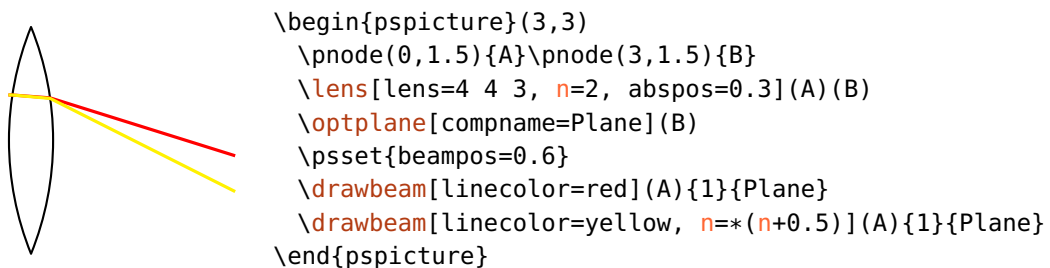 \begin{pspicture}(3,3)
\pnode(0,1.5){A}\pnode(3,1.5){B}
\lens[lens=4 4 3, n=2, abspos=0.3](A)(B)
\optplane[compname=Plane](B)
\psset{beampos=0.6}
\drawbeam[linecolor=red](A){1}{Plane}
\drawbeam[linecolor=yellow, n=*(n+0.5)](A){1}{Plane}
\end{pspicture}